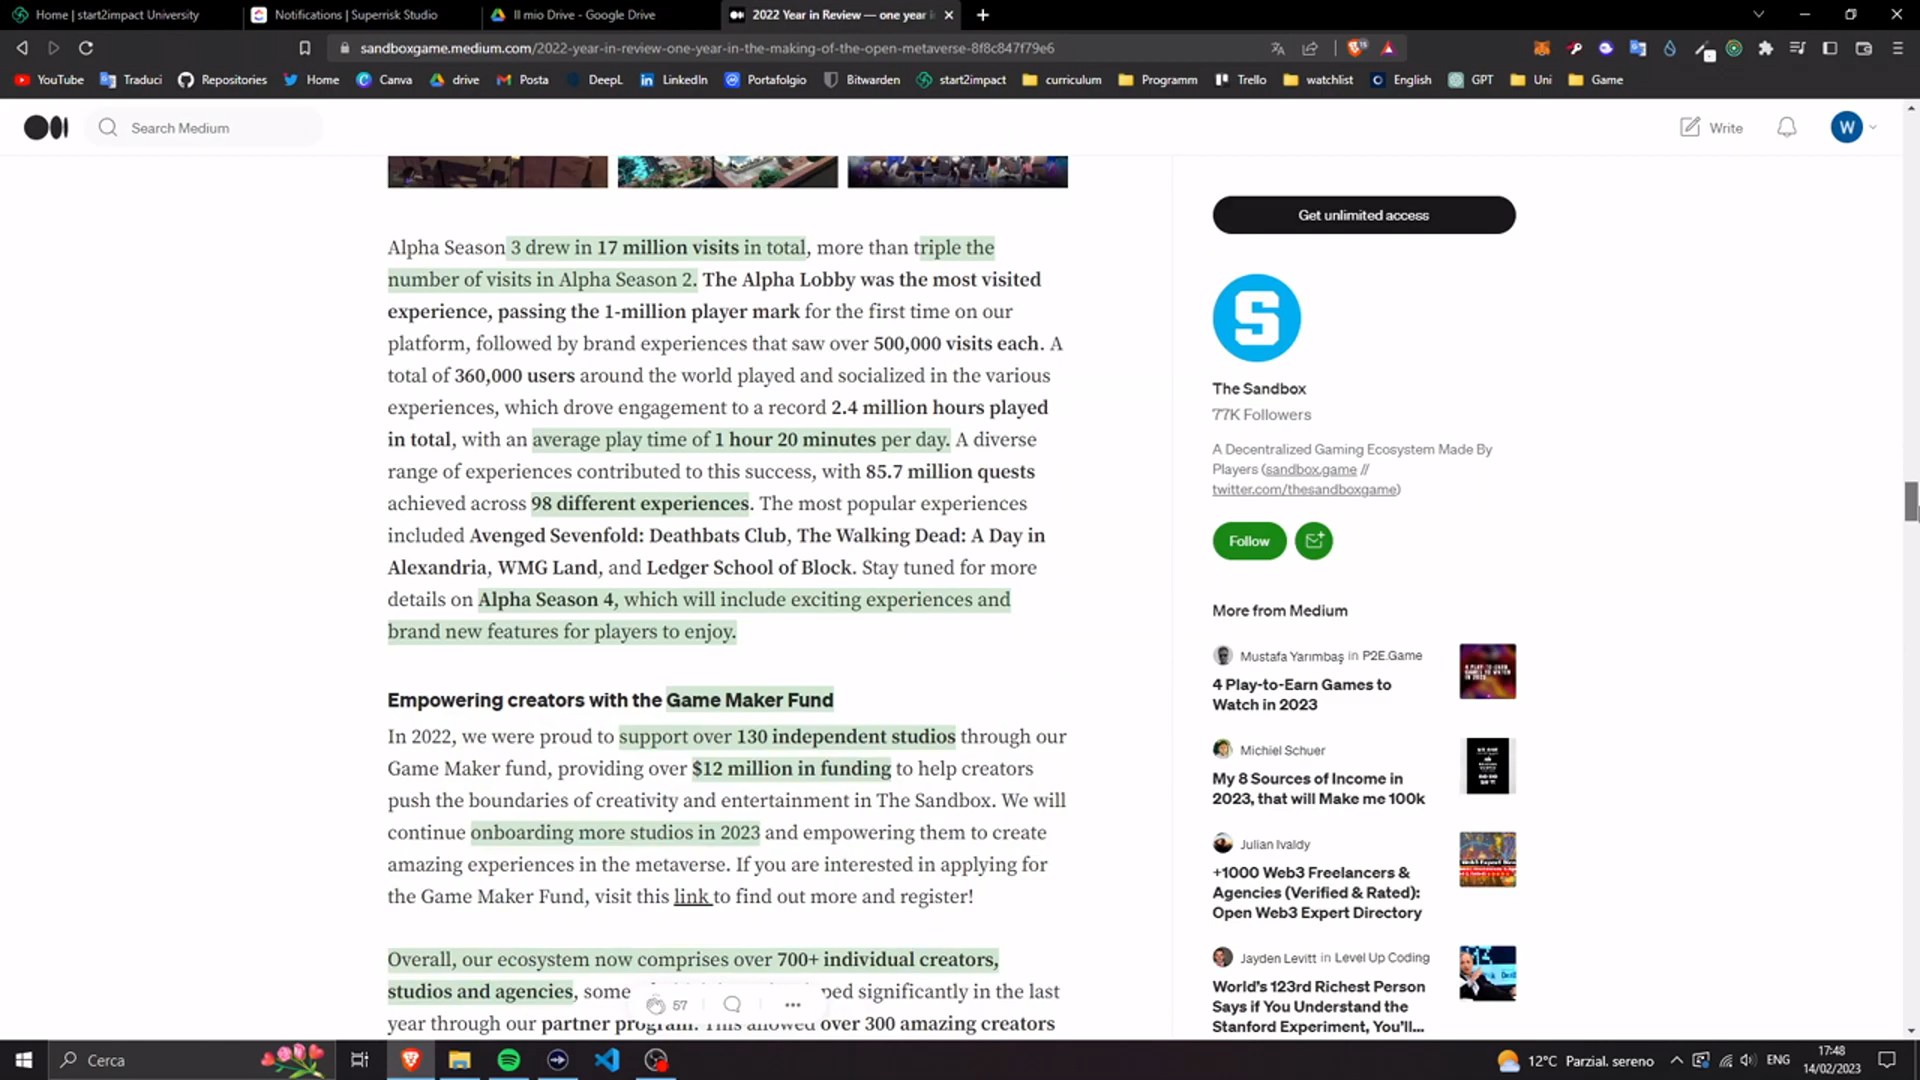 Home | start2impact University
Notifications | Superrisk Studio
Il mio Drive - Google Drive
2022 Year in Review — one year in
sandboxgame.medium.com/2022-year-in-review-one-year-in-the-making-of-the-open-metaverse-8f8c847f79e6
YouTube Traduci Repositories Home Canva drive Posta DeepL LinkedIn Portafolgio Bitwarden start2impact curriculum Programm Trello watchlist English GPT Uni Game
Search Medium
Write
W
Alpha Season 3 drew in 17 million visits in total, more than triple the
number of visits in Alpha Season 2. The Alpha Lobby was the most visited
experience, passing the 1-million player mark for the first time on our
platform, followed by brand experiences that saw over 500,000 visits each. A
total of 360,000 users around the world played and socialized in the various
experiences, which drove engagement to a record 2.4 million hours played
in total, with an average play time of 1 hour 20 minutes per day. A diverse
range of experiences contributed to this success, with 85.7 million quests
achieved across 98 different experiences. The most popular experiences
included Avenged Sevenfold: Deathbats Club, The Walking Dead: A Day in
Alexandria, WMG Land, and Ledger School of Block. Stay tuned for more
details on Alpha Season 4, which will include exciting experiences and
brand new features for players to enjoy.
Empowering creators with the Game Maker Fund
In 2022, we were proud to support over 130 independent studios through our
Game Maker fund, providing over $12 million in funding to help creators
push the boundaries of creativity and entertainment in The Sandbox. We will
continue onboarding more studios in 2023 and empowering them to create
amazing experiences in the metaverse. If you are interested in applying for
the Game Maker Fund, visit this link to find out more and register!
Overall, our ecosystem now comprises over 700+ individual creators,
studios and agencies, some ped significantly in the last
year through our partner program. This allowed over 300 amazing creators
57
Get unlimited access
S
The Sandbox
77K Followers
A Decentralized Gaming Ecosystem Made By
Players (sandbox.game //
twitter.com/thesandboxgame)
Follow
More from Medium
Mustafa Yarımbaş in P2E.Game
4 Play-to-Earn Games to
Watch in 2023
Michiel Schuer
My 8 Sources of Income in
2023, that will Make me 100k
Julian Ivaldy
+1000 Web3 Freelancers &
Agencies (Verified & Rated):
Open Web3 Expert Directory
Jayden Levitt in Level Up Coding
World's 123rd Richest Person
Says if You Understand the
Stanford Experiment, You'll...
Cerca
12°C Parzial. sereno
ENG
17:48
14/02/2023